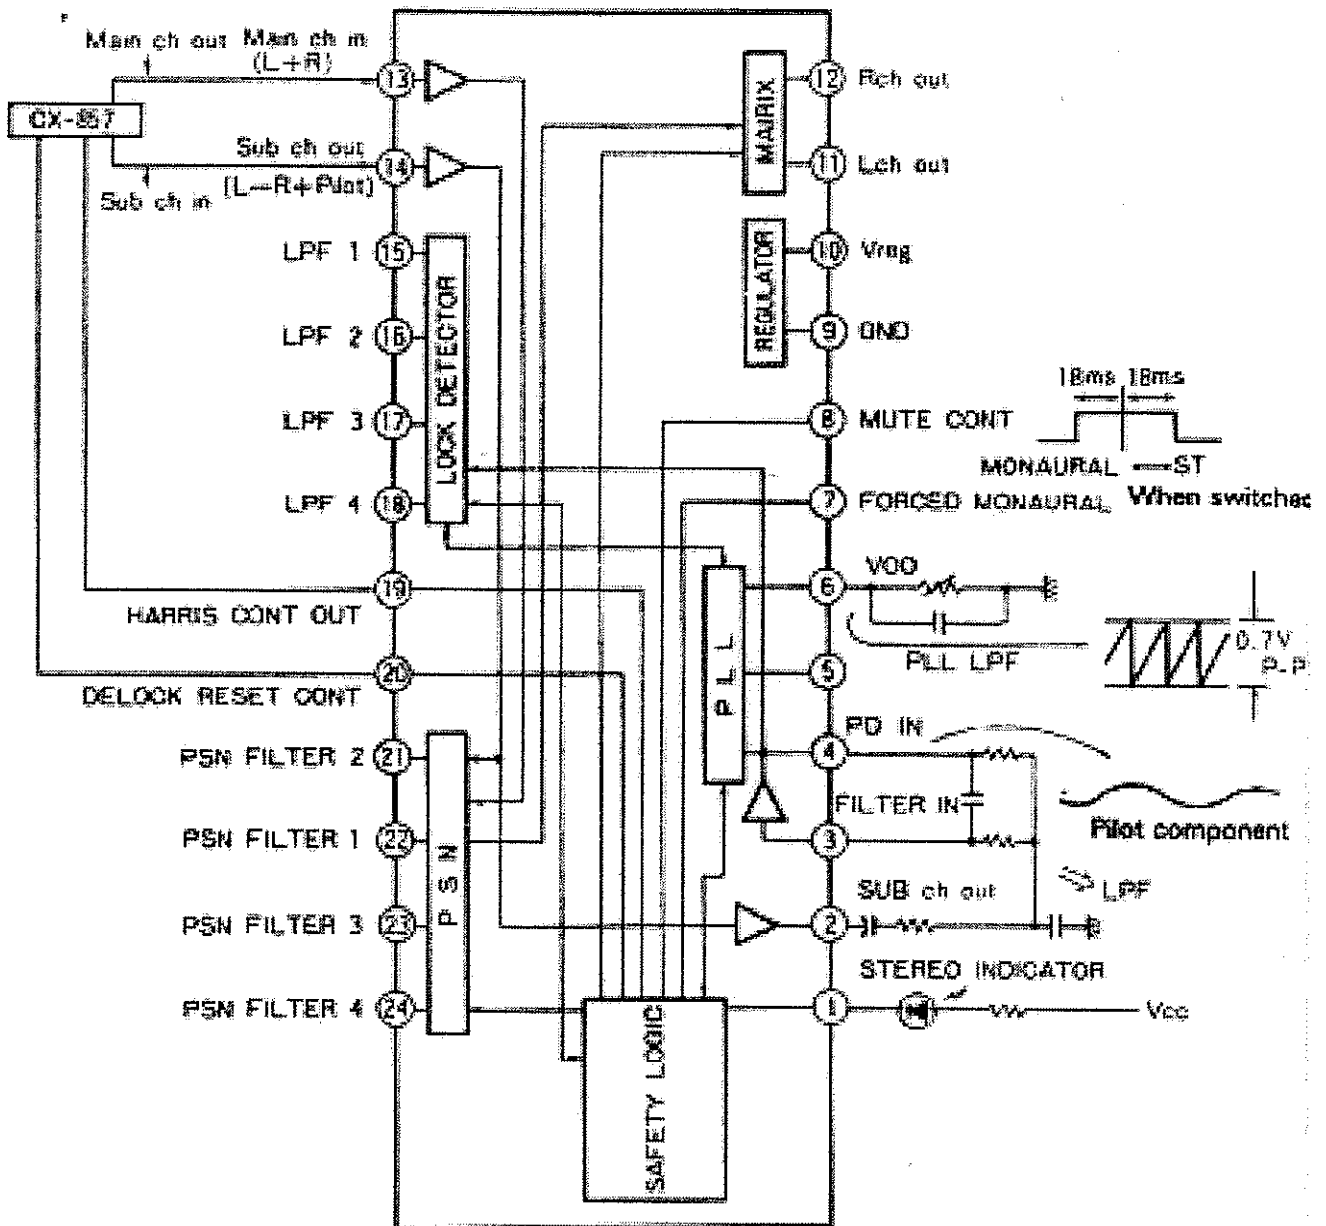 Main ch out Main ch in
(L+R)
13
12 Rch out
CX-857
MAIRIX
Sub ch out
14
11 Lch out
Sub ch in (L-R+Pilot)
LPF 1 15
10 Vreg
LOCK DETECTOR
REGULATOR
LPF 2 16
9 GND
18ms 18ms
LPF 3 17
8 MUTE CONT
MONAURAL ST
LPF 4 18
7 FORCED MONAURAL When switched
VCO
19
6
HARRIS CONT OUT
PLL LPF
0.7V
P-P
20
PLL
5
DELOCK RESET CONT
PD IN
PSN FILTER 2 21
4
FILTER IN
PSN FILTER 1 22
3
Pilot component
PSN
SUB ch out
LPF
PSN FILTER 3 23
2
STEREO INDICATOR
PSN FILTER 4 24
1
Vcc
SAFETY LOGIC